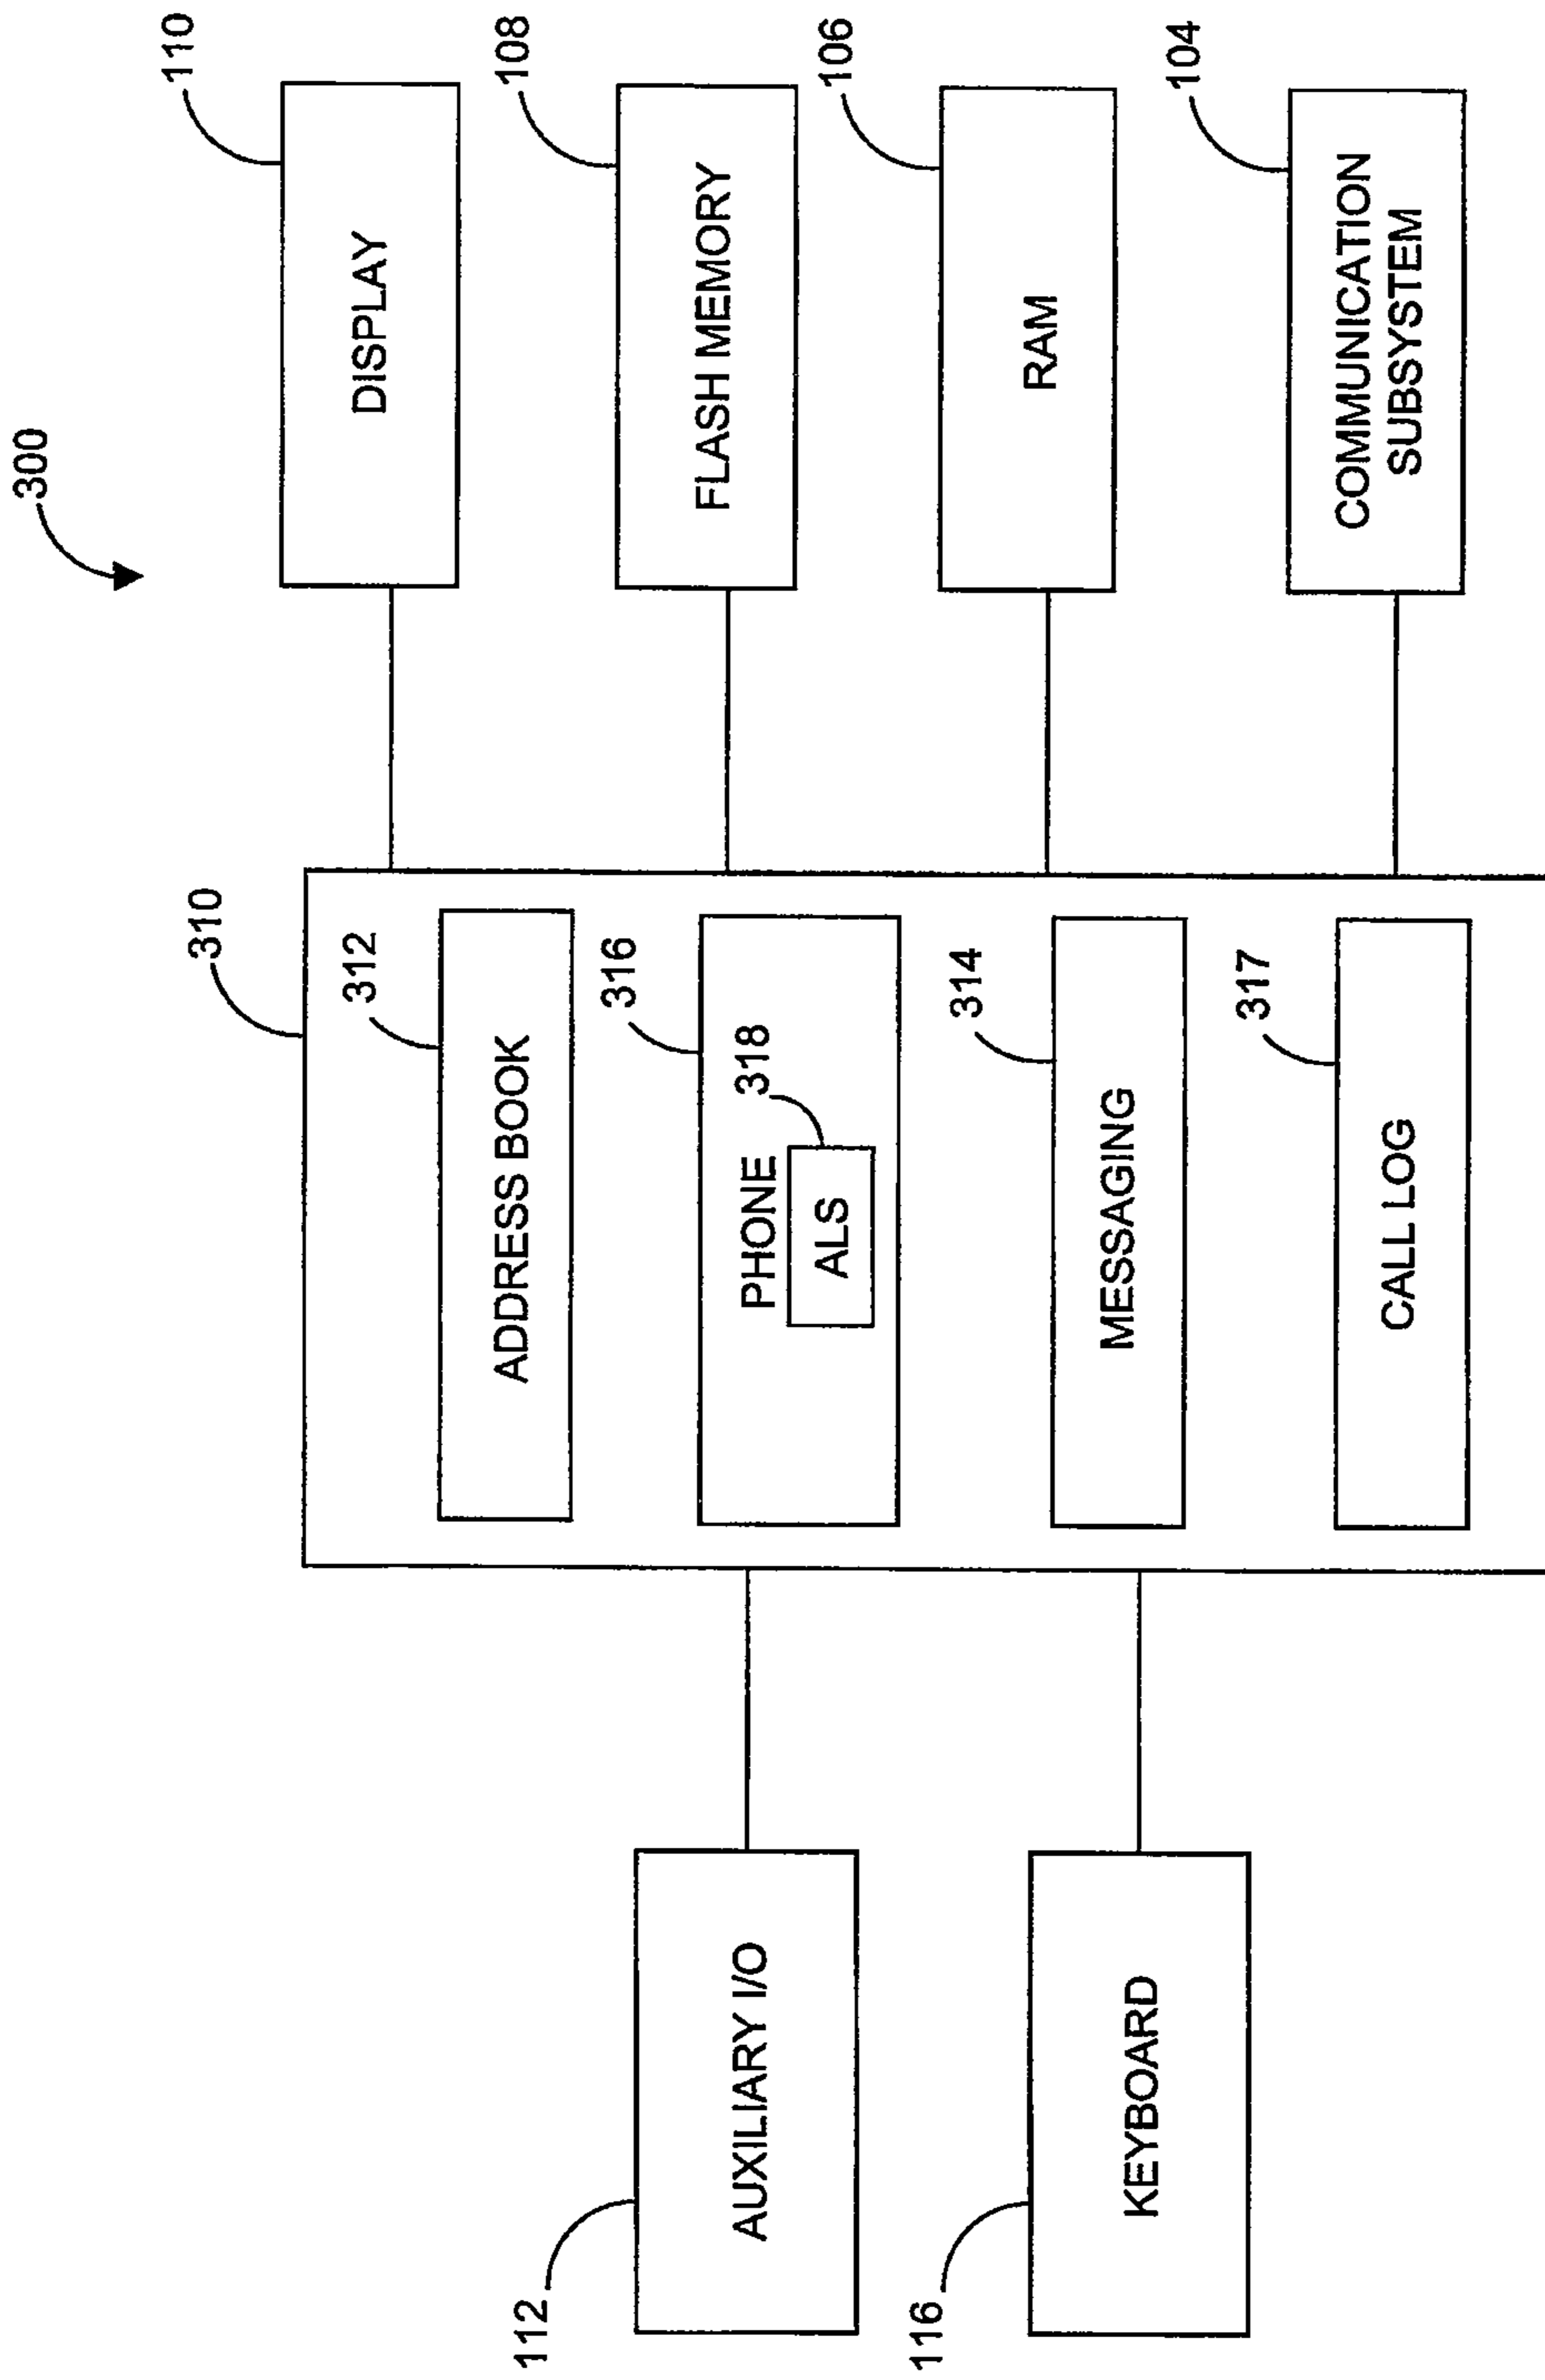 300
310
110
DISPLAY
312
ADDRESS BOOK
108
FLASH MEMORY
112
AUXILIARY I/O
316
PHONE
318
ALS
106
RAM
116
KEYBOARD
314
MESSAGING
104
COMMUNICATION
SUBSYSTEM
317
CALL LOG